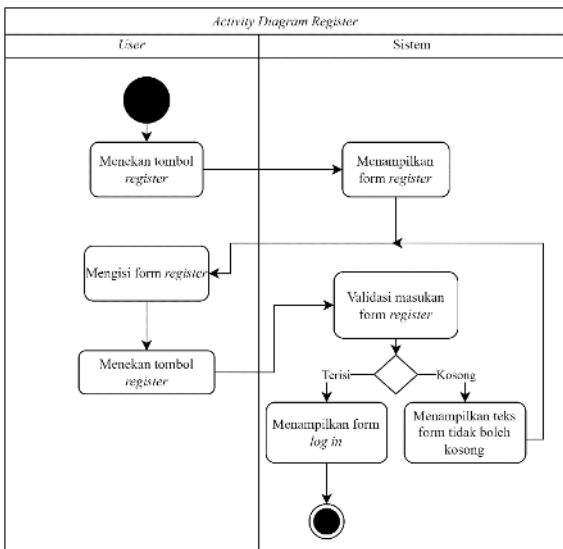 Activity Diagram Register
User
Sistem
Menekan tombol
register
Menampilkan
form register
Mengisi form register
Validasi masukan
form register
Menekan tombol
register
Terisi
Kosong
Menampilkan form
log in
Menampilkan teks
form tidak boleh
kosong